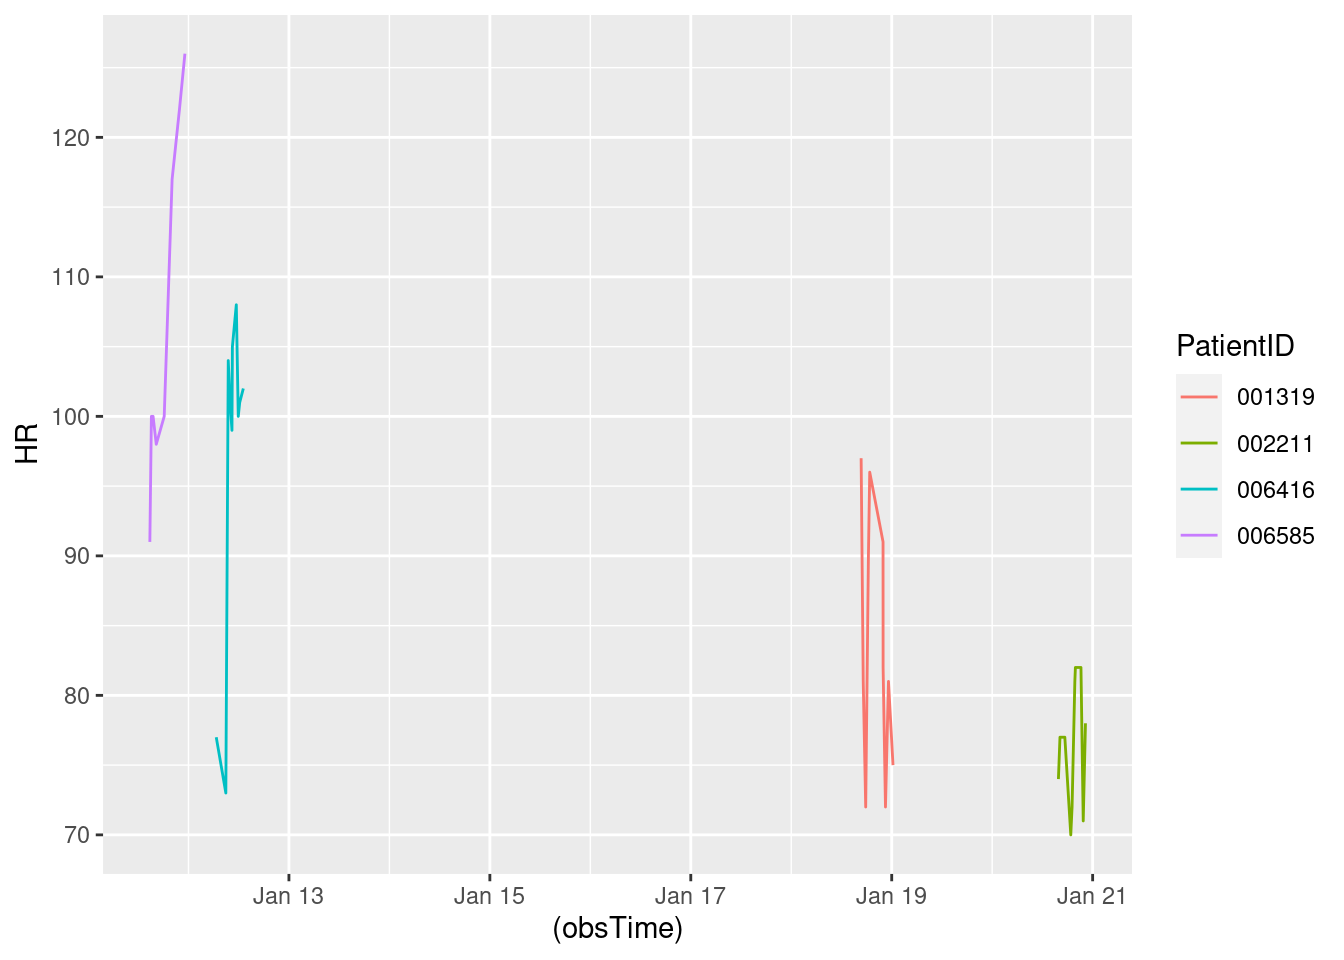 120
110
100
90
80
70
HR
Jan 13
Jan 15
Jan 17
Jan 19
Jan 21
(obsTime)
PatientID
001319
002211
006416
006585